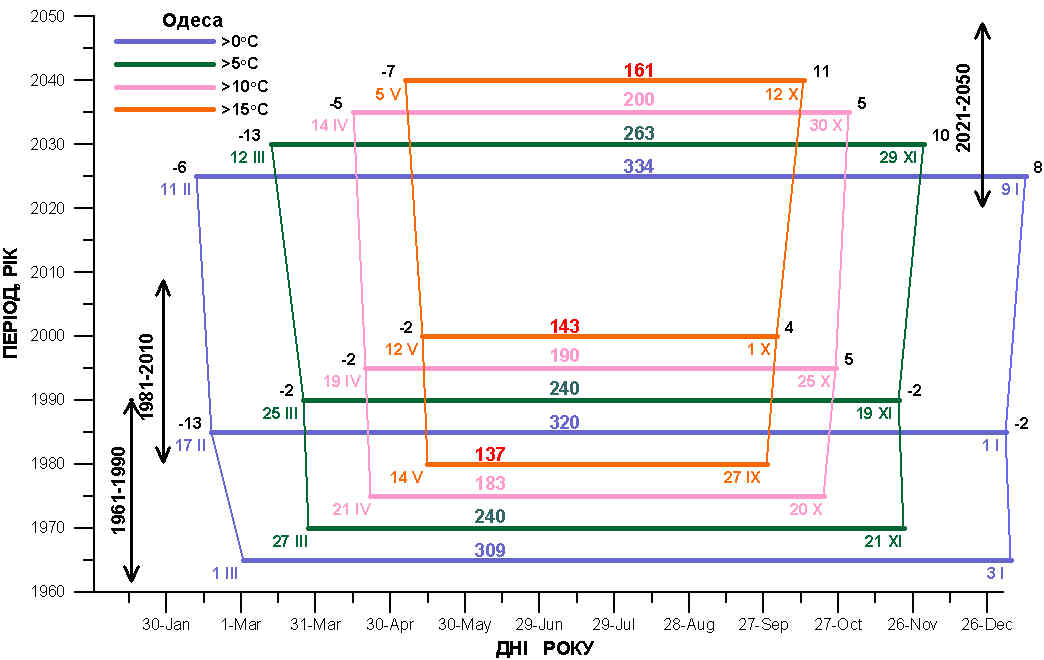 Одеса
>0°C
>5°C
>10°C
>15°C
2050
2040
2030
2020
2010
2000
1990
1980
1970
1960
ПЕРІОД, РІК
2021-2050
1981-2010
1961-1990
-7 161 11
5 V 12 X
-5 200 5
14 IV 30 X
-13 263 10
12 III 29 XI
-6 334 8
11 II 9 I
-2 143 4
12 V 1 X
-2 190 5
19 IV 25 X
-2 240 -2
25 III 19 XI
-13 320 -2
17 II 1 I
137
14 V 27 IX
183
21 IV 20 X
240
27 III 21 XI
309
1 III 3 I
30-Jan 1-Mar 31-Mar 30-Apr 30-May 29-Jun 29-Jul 28-Aug 27-Sep 27-Oct 26-Nov 26-Dec
ДНІ РОКУ